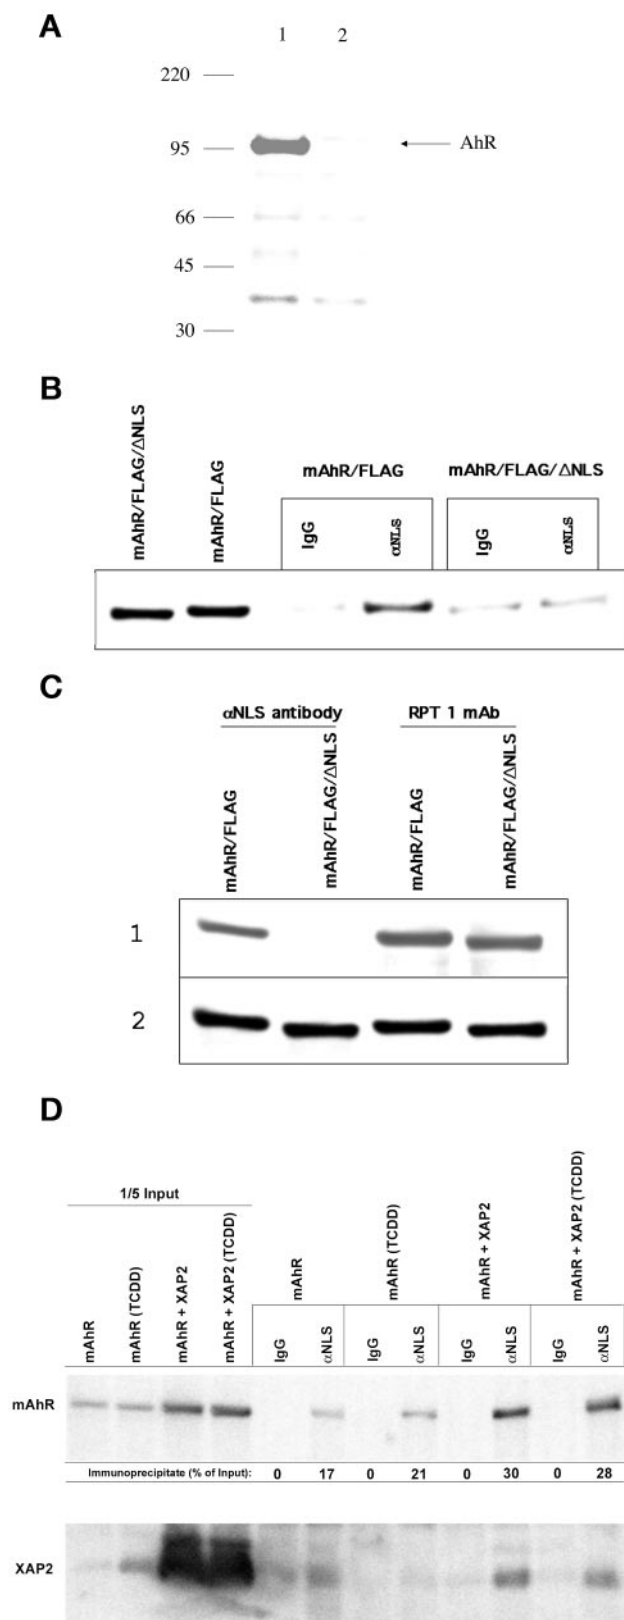 A
1 2
220
95
AhR
66
45
30
B
mAhR/FLAG/ΔNLS
mAhR/FLAG
mAhR/FLAG
mAhR/FLAG/ΔNLS
IgG
αNLS
IgG
αNLS
C
αNLS antibody
RPT 1 mAb
mAhR/FLAG
mAhR/FLAG/ΔNLS
mAhR/FLAG
mAhR/FLAG/ΔNLS
1
2
D
1/5 Input
mAhR
mAhR (TCDD)
mAhR + XAP2
mAhR + XAP2 (TCDD)
mAhR
mAhR (TCDD)
mAhR + XAP2
mAhR + XAP2 (TCDD)
IgG
αNLS
IgG
αNLS
IgG
αNLS
IgG
αNLS
mAhR
Immunoprecipitate (% of Input): 0 17 0 21 0 30 0 28
XAP2